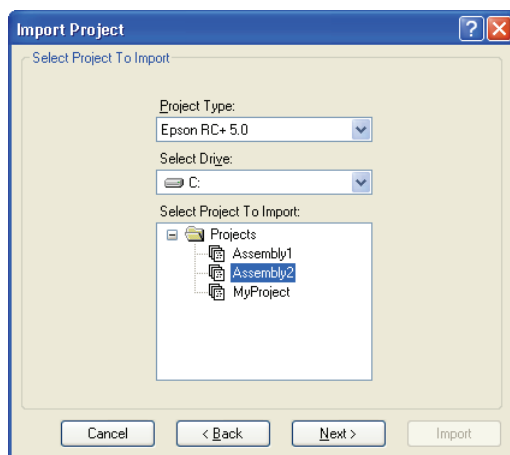 Import Project
Select Project To Import
Project Type:
Epson RC+ 5.0
Select Drive:
C:
Select Project To Import:
Projects
Assembly1
Assembly2
MyProject
Cancel
< Back
Next >
Import